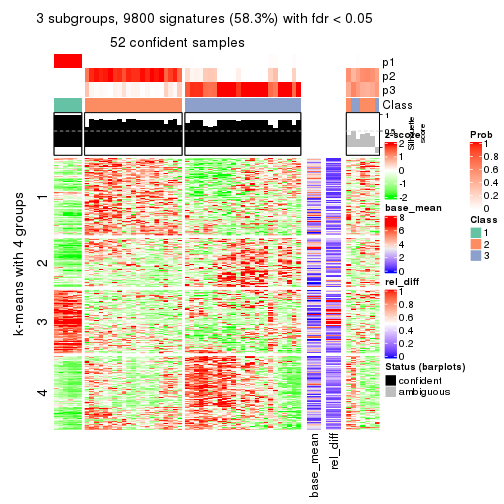 3 subgroups, 9800 signatures (58.3%) with fdr < 0.05
52 confident samples
p1
p2
p3
Class
1
0.5
0
Silhouette
score
k-means with 4 groups
1
2
3
4
base_mean
rel_diff
z-score
2
1
0
-1
-2
base_mean
8
6
4
2
0
rel_diff
1
0.8
0.6
0.4
0.2
0
Status (barplots)
confident
ambiguous
Prob
1
0.8
0.6
0.4
0.2
0
Class
1
2
3